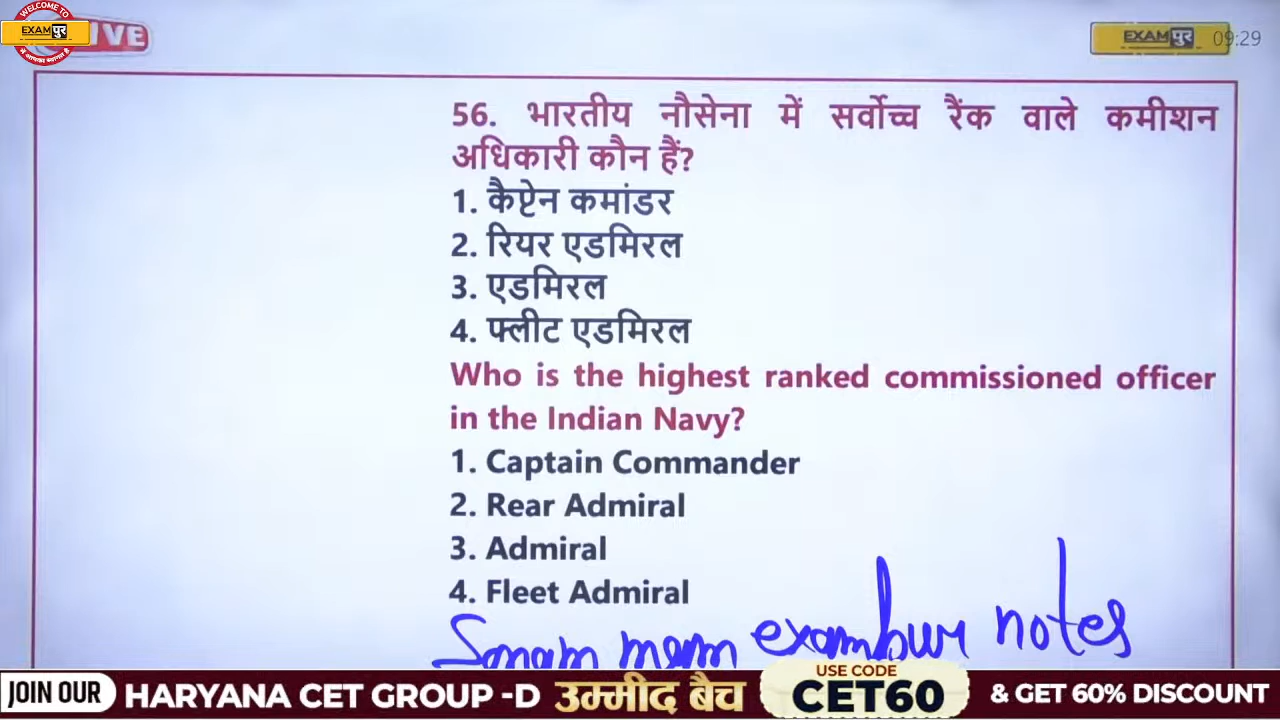 WELCOME TO
EXAMपुर
LIVE
EXAMपुर
09:29
56. भारतीय नौसेना में सर्वोच्च रैंक वाले कमीशन
अधिकारी कौन हैं?
1. कैप्टेन कमांडर
2. रियर एडमिरल
3. एडमिरल
4. फ्लीट एडमिरल
Who is the highest ranked commissioned officer
in the Indian Navy?
1. Captain Commander
2. Rear Admiral
3. Admiral
4. Fleet Admiral
Sonam mam exambur notes
JOIN OUR HARYANA CET GROUP -D उम्मीद बैच USE CODE CET60 & GET 60% DISCOUNT